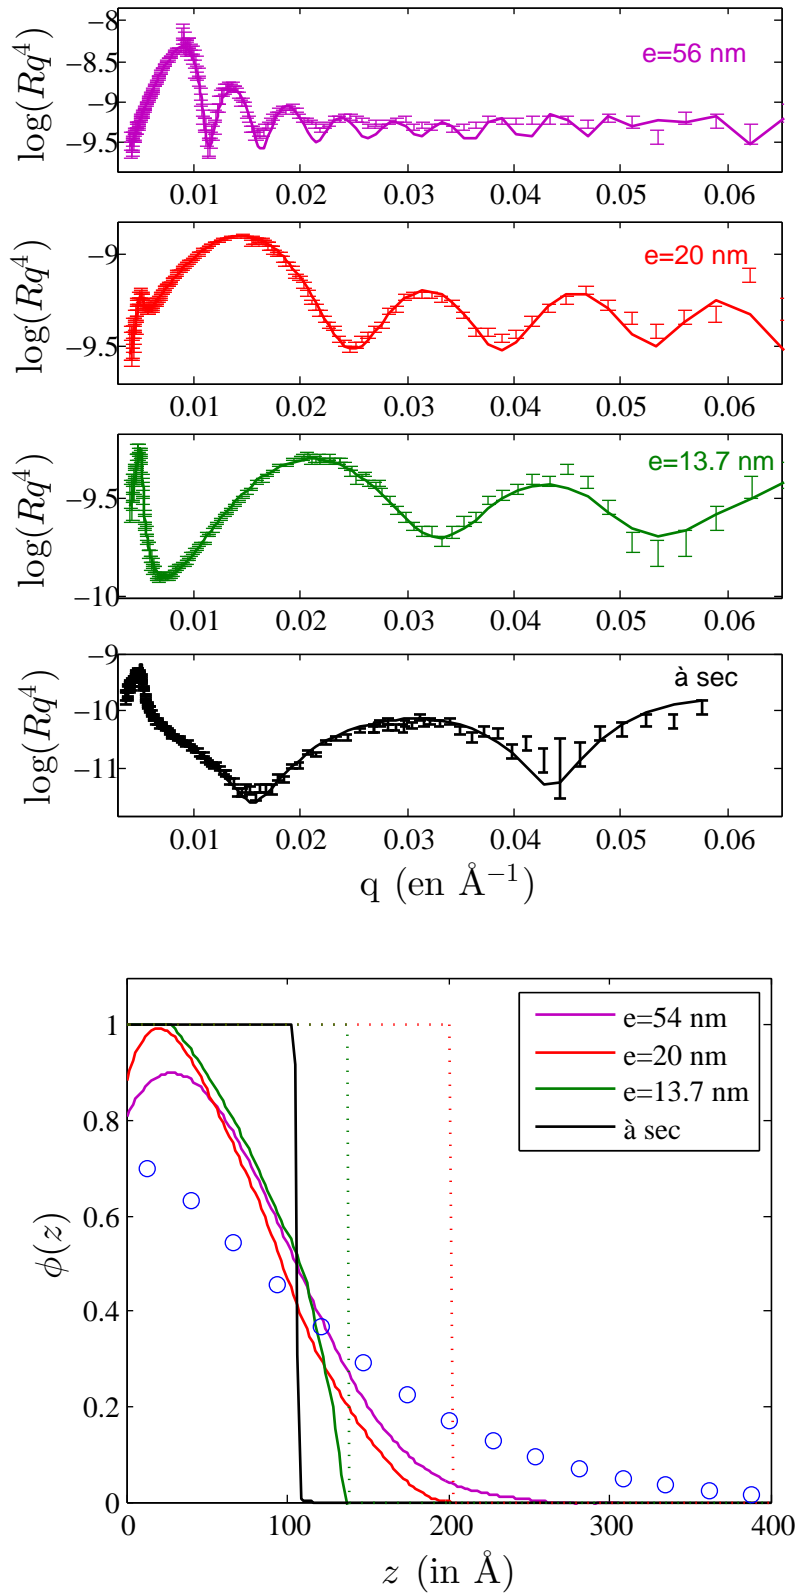 log(Rq⁴)
−8
−8.5
−9
−9.5
e=56 nm
0.01 0.02 0.03 0.04 0.05 0.06
log(Rq⁴)
−9
−9.5
e=20 nm
0.01 0.02 0.03 0.04 0.05 0.06
log(Rq⁴)
−9.5
−10
e=13.7 nm
0.01 0.02 0.03 0.04 0.05 0.06
log(Rq⁴)
−9
−10
−11
à sec
0.01 0.02 0.03 0.04 0.05 0.06
q (en Å⁻¹)
ϕ(z)
1
0.8
0.6
0.4
0.2
0
e=54 nm
e=20 nm
e=13.7 nm
à sec
0 100 200 300 400
z (in Å)